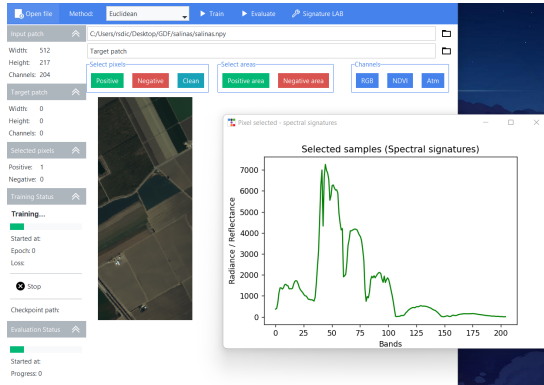 Open file Method: Euclidean Train Evaluate Signature LAB
Input patch
C:/Users/rsdic/Desktop/GDF/salinas/salinas.npy
Width: 512
Target patch
Height: 217
Channels: 204
Select pixels Select areas Channels
Positive Negative Clean Positive area Negative area RGB NDVI Atm
Target patch
Width: 0
Height: 0
Channels: 0
Selected pixels
Positive: 1
Negative: 0
Training Status
Training...
Started at:
Epoch: 0
Loss:
Stop
Checkpoint path:
Evaluation Status
Started at:
Progress: 0
Pixel selected - spectral signatures
Selected samples (Spectral signatures)
Radiance / Reflectance
7000
6000
5000
4000
3000
2000
1000
0
0 25 50 75 100 125 150 175 200
Bands